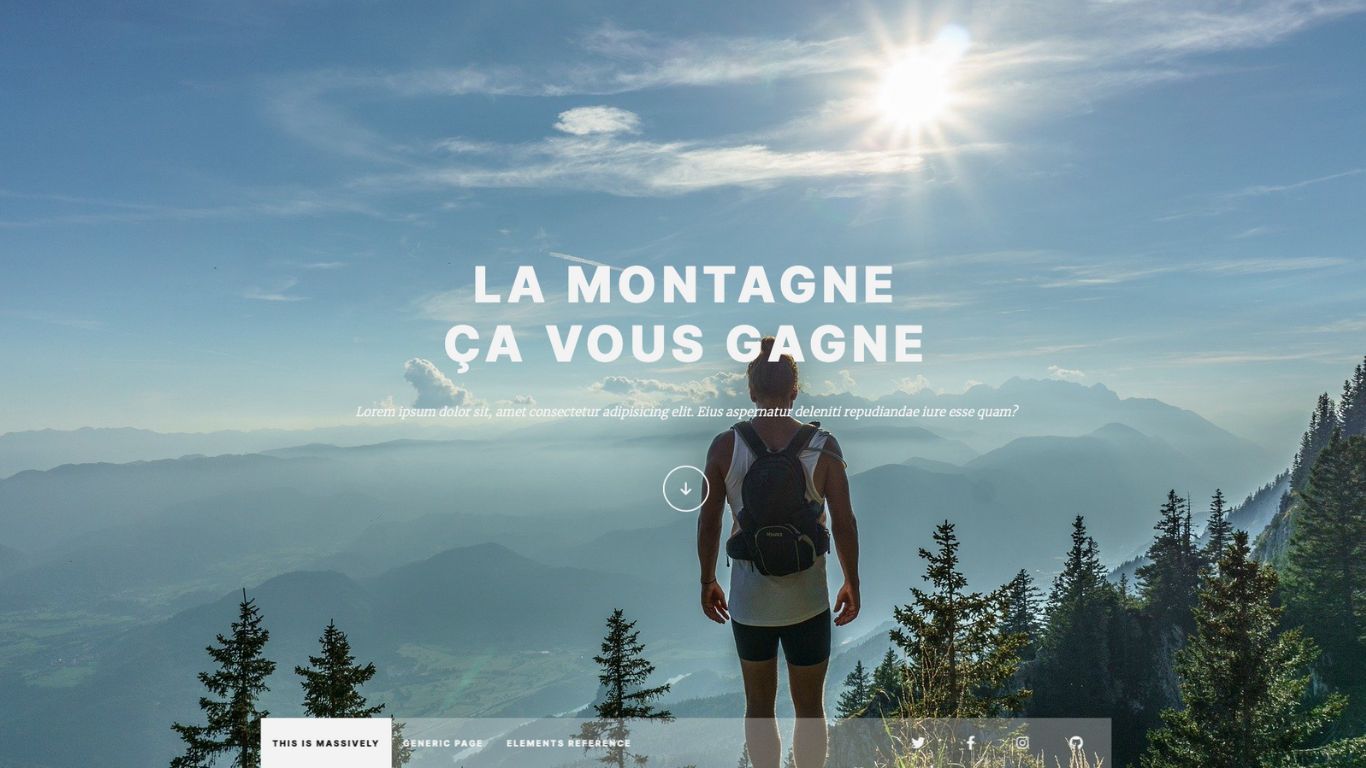 LA MONTAGNE
ÇA VOUS GAGNE
Lorem ipsum dolor sit, amet consectetur adipisicing elit. Eius aspernatur deleniti repudiandae iure esse quam?
THIS IS MASSIVELY
GENERIC PAGE
ELEMENTS REFERENCE